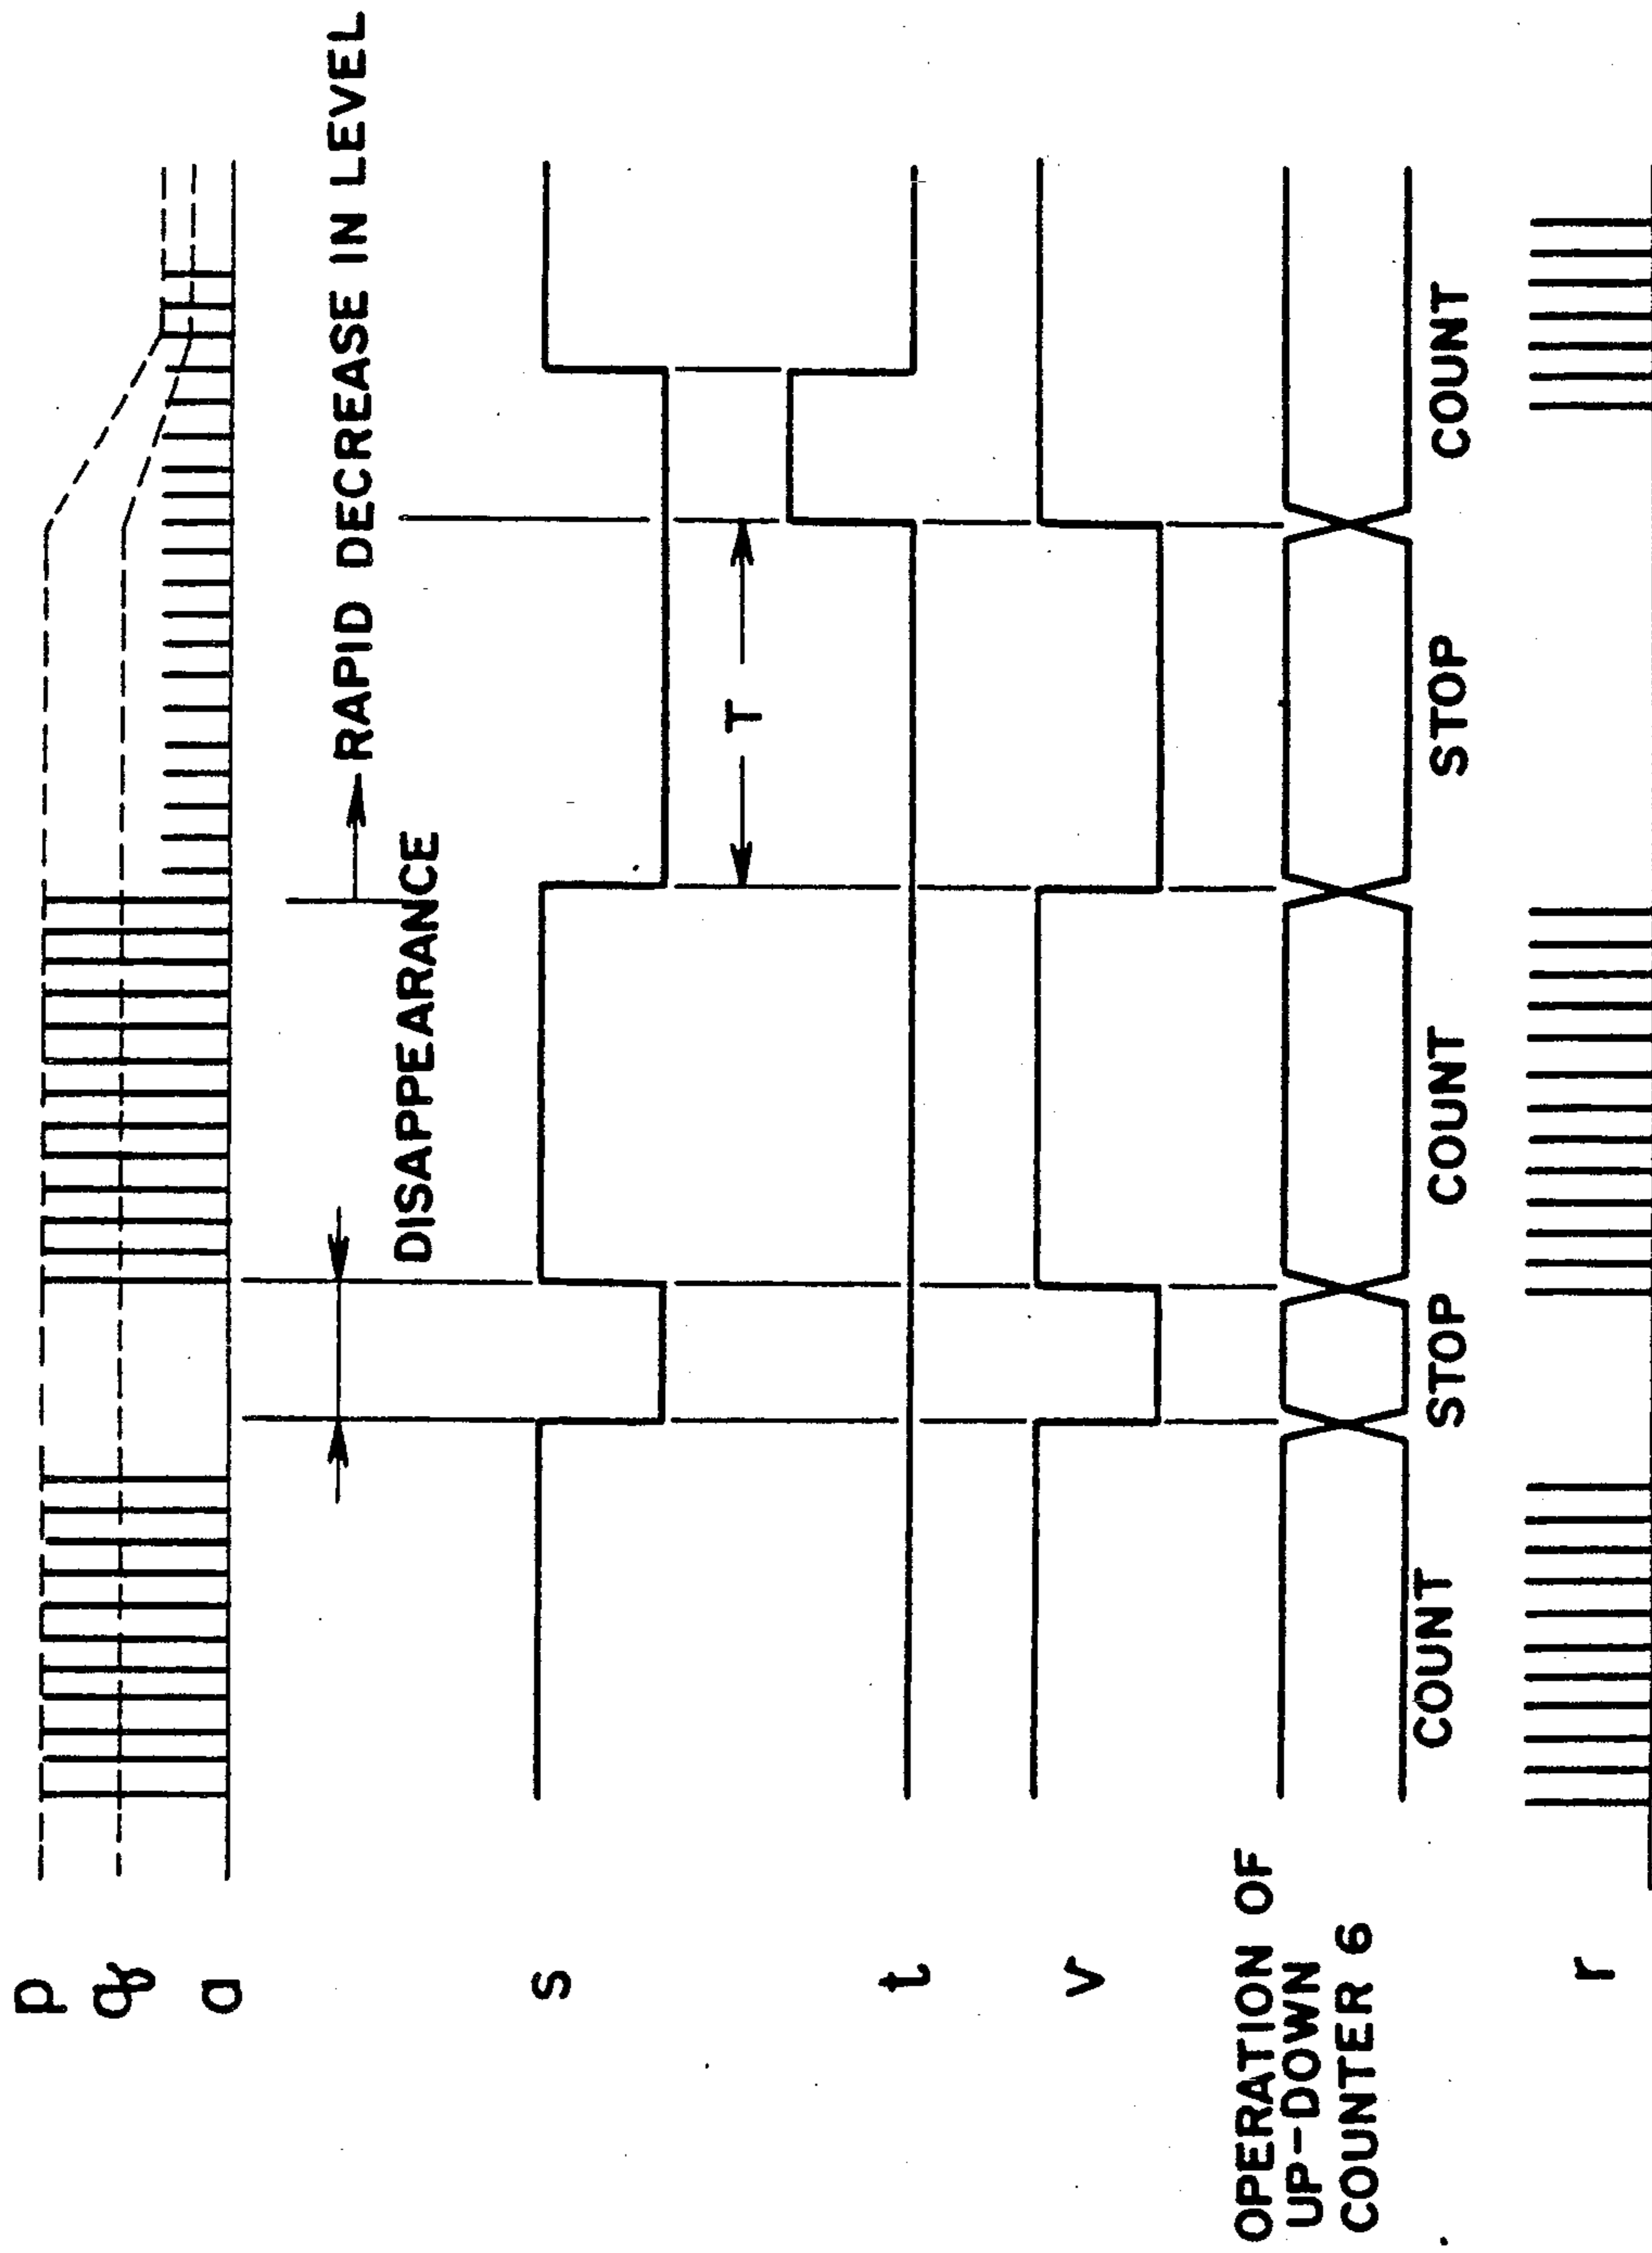 p
q
a
RAPID DECREASE IN LEVEL
DISAPPEARANCE
s
T
t
v
OPERATION OF
UP-DOWN
COUNTER 6
COUNT
STOP
COUNT
STOP
COUNT
r